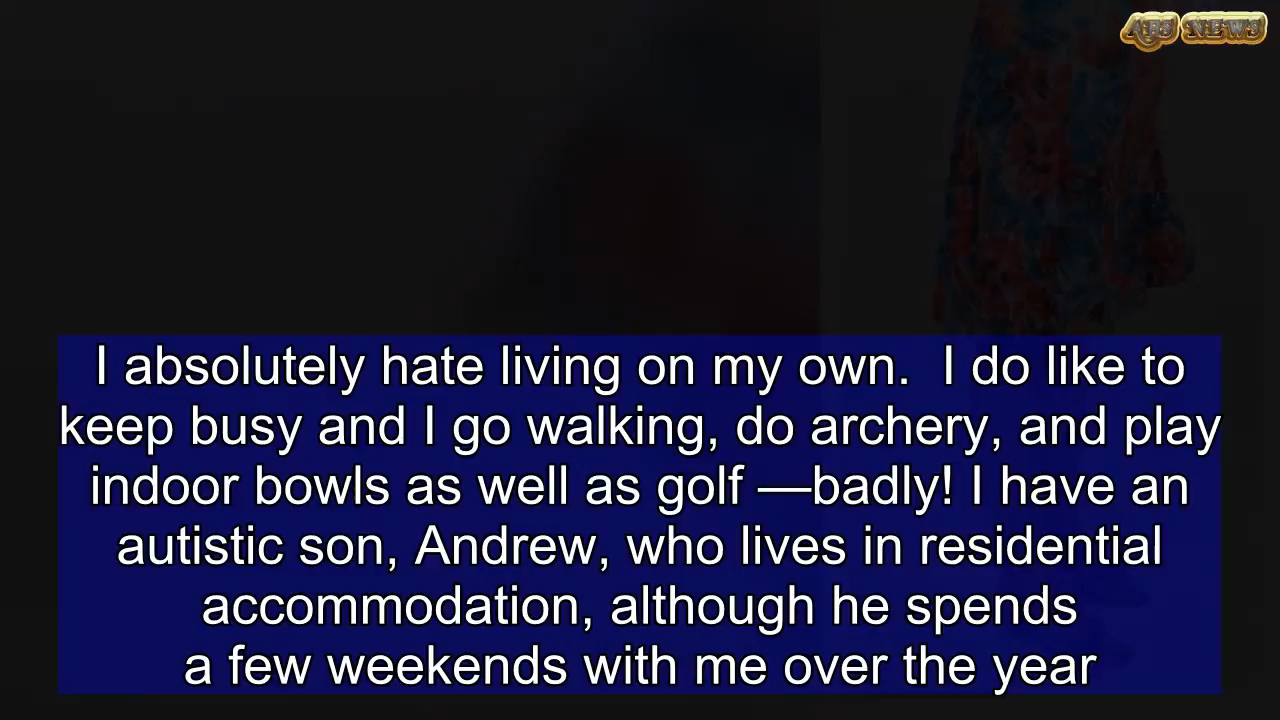 ABS NEWS
I absolutely hate living on my own.  I do like to
keep busy and I go walking, do archery, and play
indoor bowls as well as golf —badly! I have an
autistic son, Andrew, who lives in residential
accommodation, although he spends
a few weekends with me over the year